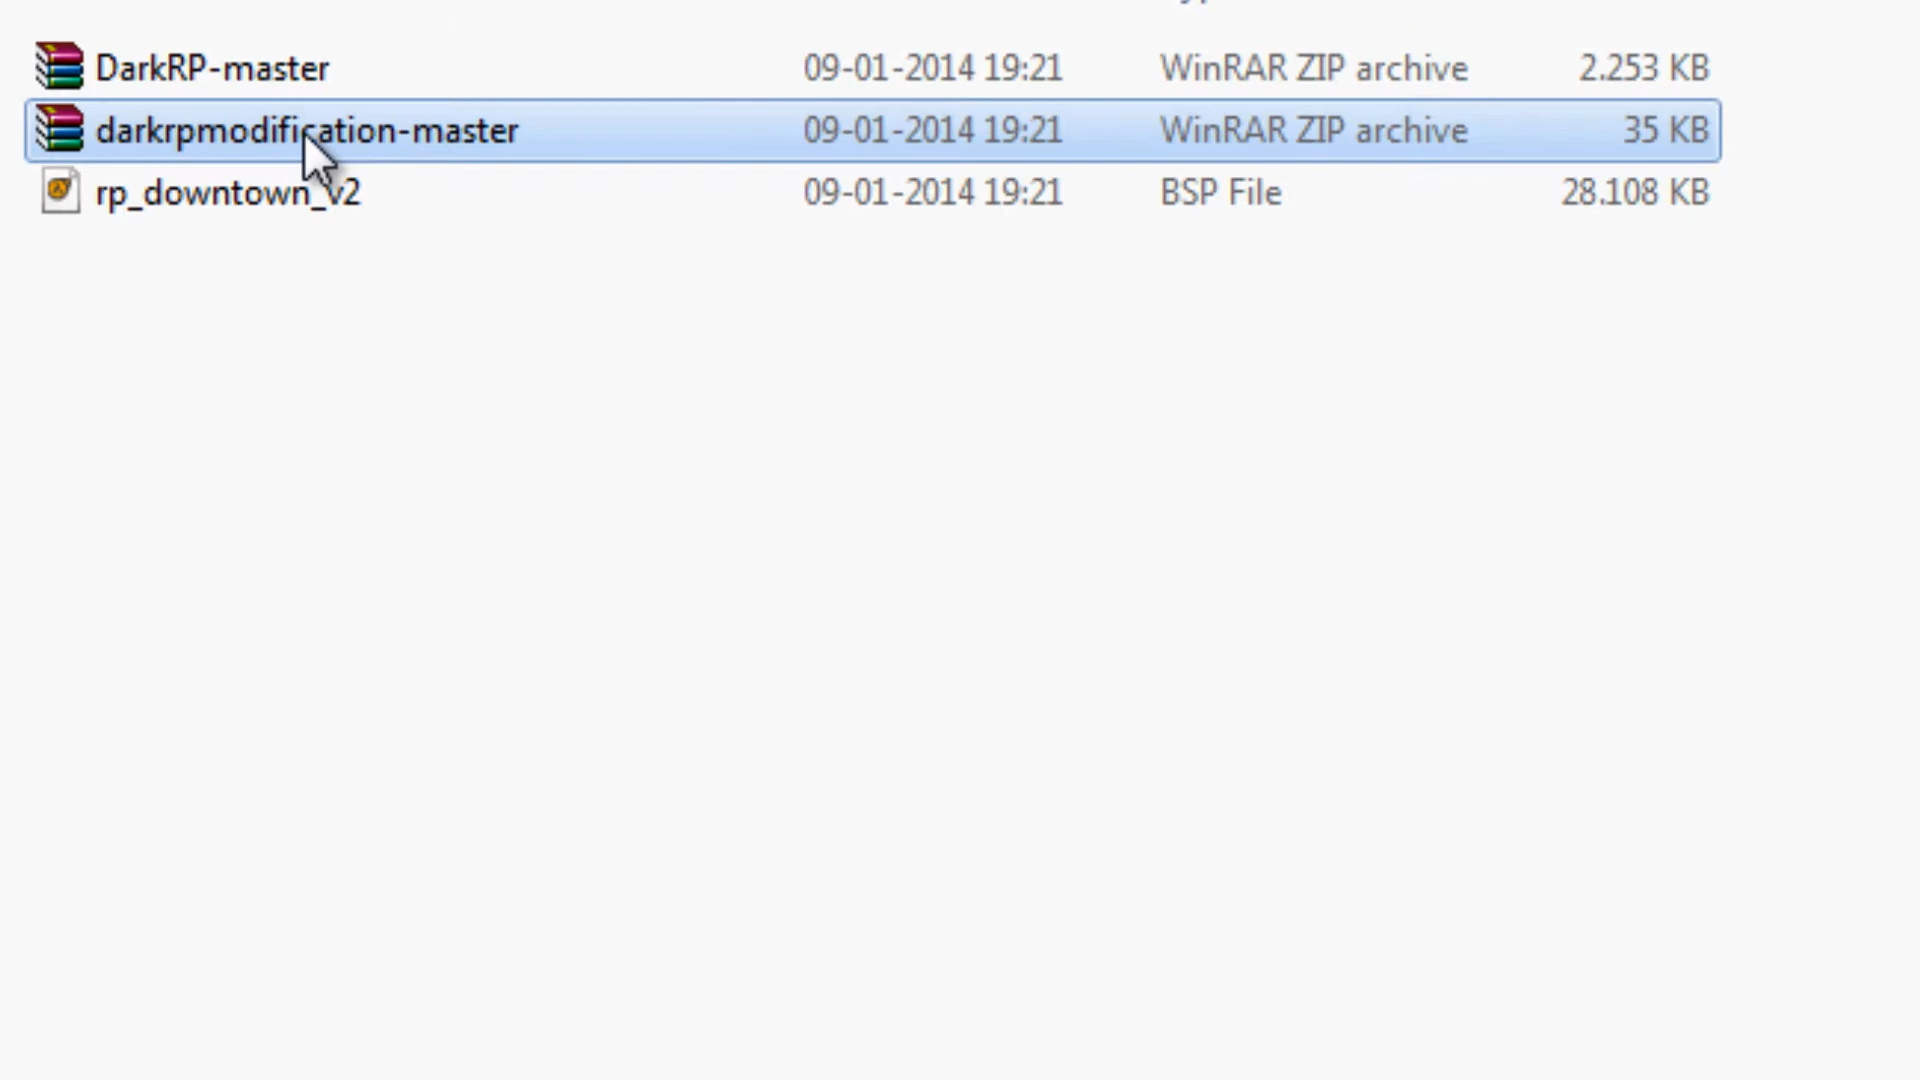 DarkRP-master 09-01-2014 19:21 WinRAR ZIP archive 2.253 KB
darkrpmodification-master 09-01-2014 19:21 WinRAR ZIP archive 35 KB
rp_downtown_v2 09-01-2014 19:21 BSP File 28.108 KB